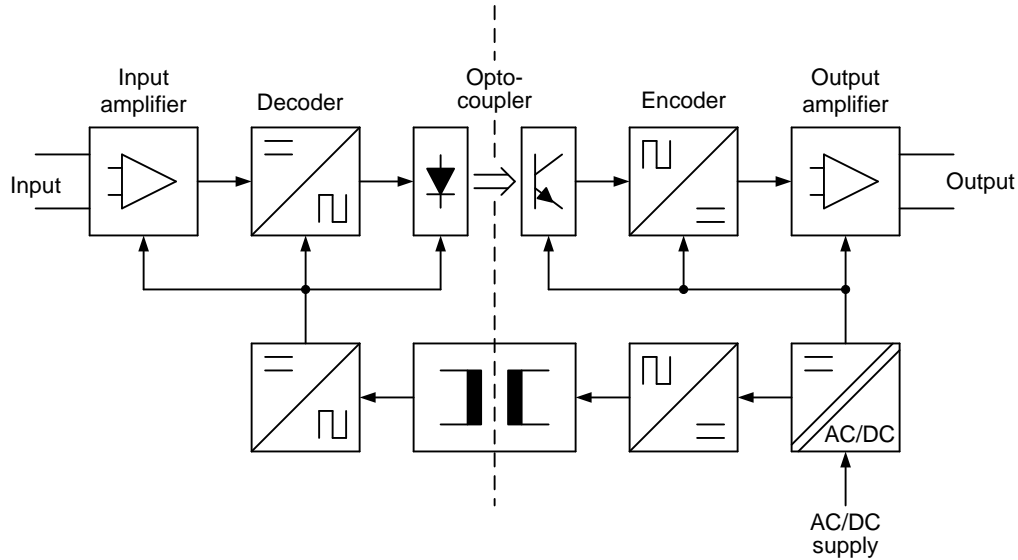 Input
amplifier
Decoder
Opto-
coupler
Encoder
Output
amplifier
Input
Output
AC/DC
AC/DC
supply